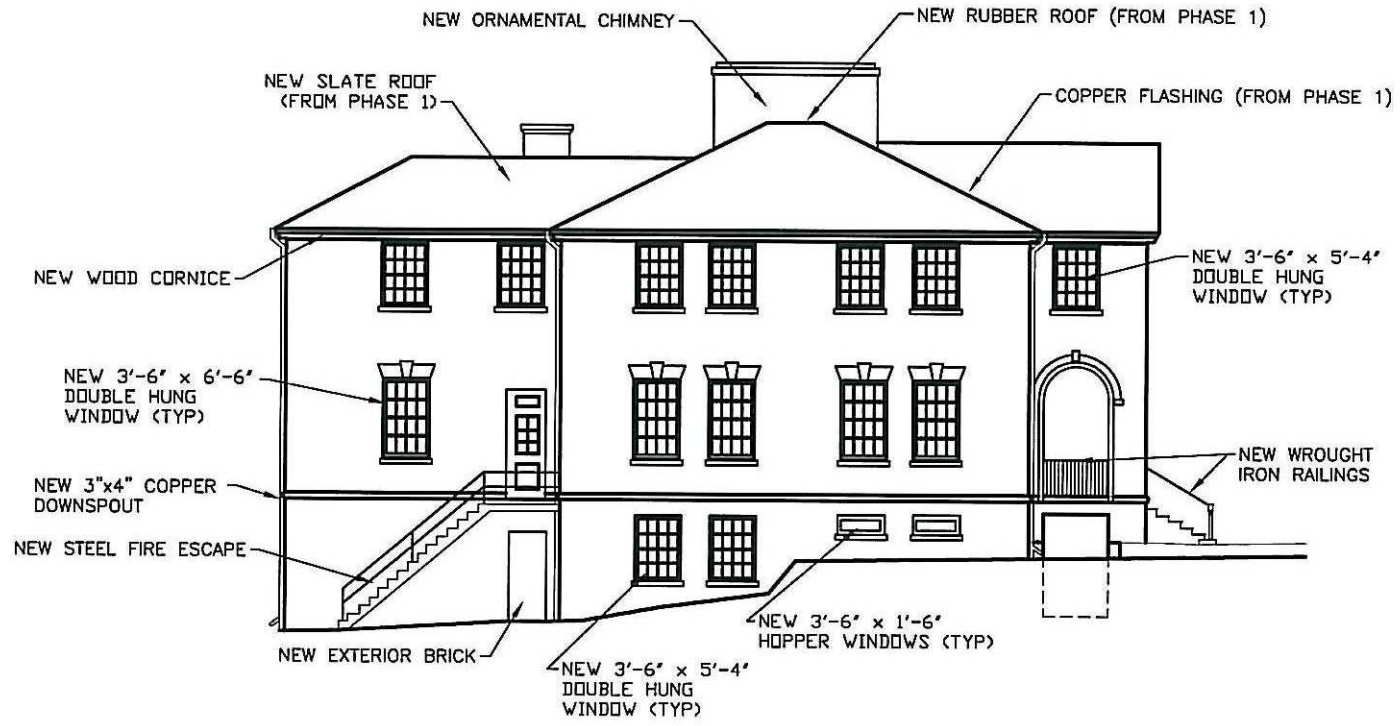 NEW ORNAMENTAL CHIMNEY
NEW RUBBER ROOF (FROM PHASE 1)
NEW SLATE ROOF
(FROM PHASE 1)
COPPER FLASHING (FROM PHASE 1)
NEW WOOD CORNICE
NEW 3'-6" x 5'-4"
DOUBLE HUNG
WINDOW (TYP)
NEW 3'-6" x 6'-6"
DOUBLE HUNG
WINDOW (TYP)
NEW WROUGHT
IRON RAILINGS
NEW 3"x4" COPPER
DOWNSPOUT
NEW STEEL FIRE ESCAPE
NEW EXTERIOR BRICK
NEW 3'-6" x 5'-4"
DOUBLE HUNG
WINDOW (TYP)
NEW 3'-6" x 1'-6"
HOPPER WINDOWS (TYP)